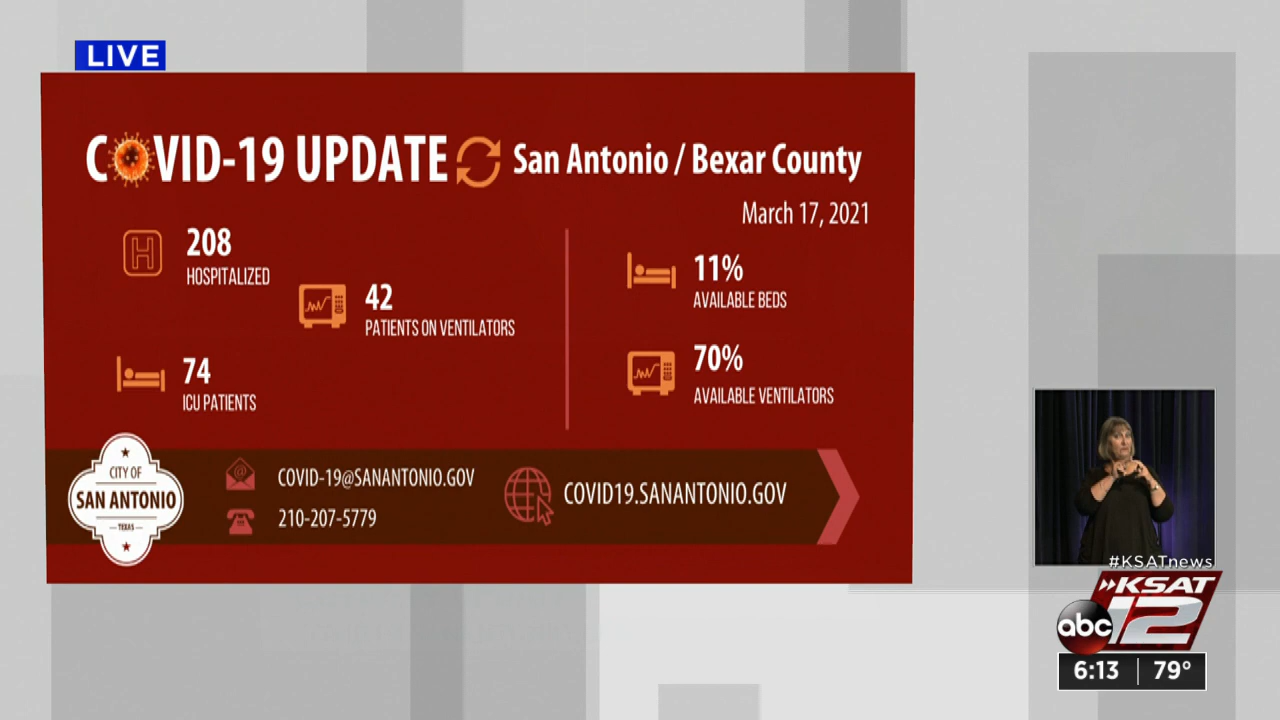 LIVE
COVID-19 UPDATE
San Antonio / Bexar County
March 17, 2021
H
208
HOSPITALIZED
42
PATIENTS ON VENTILATORS
74
ICU PATIENTS
11%
AVAILABLE BEDS
70%
AVAILABLE VENTILATORS
CITY OF
SAN ANTONIO
TEXAS
@
COVID-19@SANANTONIO.GOV
210-207-5779
COVID19.SANANTONIO.GOV
#KSATnews
KSAT
abc 12
6:13 79°